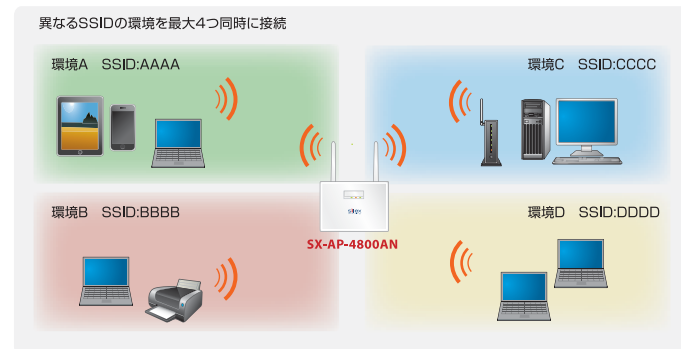 異なるSSIDの環境を最大4つ同時に接続
環境A SSID:AAAA
環境C SSID:CCCC
silex
SX-AP-4800AN
環境B SSID:BBBB
環境D SSID:DDDD